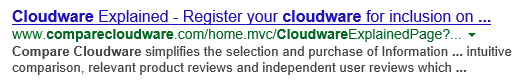 Cloudware Explained - Register your cloudware for inclusion on ...
www.comparecloudware.com/home.mvc/CloudwareExplainedPage?...
Compare Cloudware simplifies the selection and purchase of Information ... intuitive
comparison, relevant product reviews and independent user reviews which ...